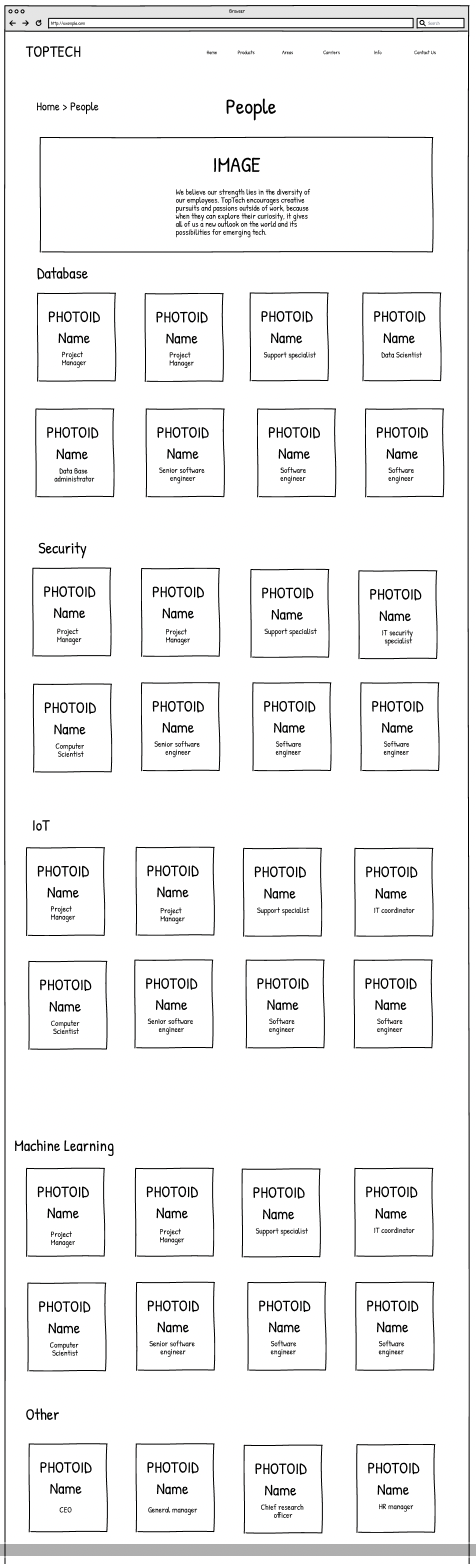 Browser
http://example.com
Search
TOPTECH
Home Products Areas Carriers Info Contact Us
Home > People
People
IMAGE
We believe our strength lies in the diversity of
our employees. TopTech encourages creative
pursuits and passions outside of work, because
when they can explore their curiosity, it gives
all of us a new outlook on the world and its
possibilities for emerging tech.
Database
PHOTOID PHOTOID PHOTOID PHOTOID
Name Name Name Name
Project Project Support specialist Data Scientist
Manager Manager
PHOTOID PHOTOID PHOTOID PHOTOID
Name Name Name Name
Data Base Senior software Software Software
administrator engineer engineer engineer
Security
PHOTOID PHOTOID PHOTOID PHOTOID
Name Name Name Name
Project Project Support specialist IT security
Manager Manager specialist
PHOTOID PHOTOID PHOTOID PHOTOID
Name Name Name Name
Computer Senior software Software Software
Scientist engineer engineer engineer
IoT
PHOTOID PHOTOID PHOTOID PHOTOID
Name Name Name Name
Project Project Support specialist IT coordinator
Manager Manager
PHOTOID PHOTOID PHOTOID PHOTOID
Name Name Name Name
Computer Senior software Software Software
Scientist engineer engineer engineer
Machine Learning
PHOTOID PHOTOID PHOTOID PHOTOID
Name Name Name Name
Project Project Support specialist IT coordinator
Manager Manager
PHOTOID PHOTOID PHOTOID PHOTOID
Name Name Name Name
Computer Senior software Software Software
Scientist engineer engineer engineer
Other
PHOTOID PHOTOID PHOTOID PHOTOID
Name Name Name Name
CEO General manager Chief research HR manager
officer